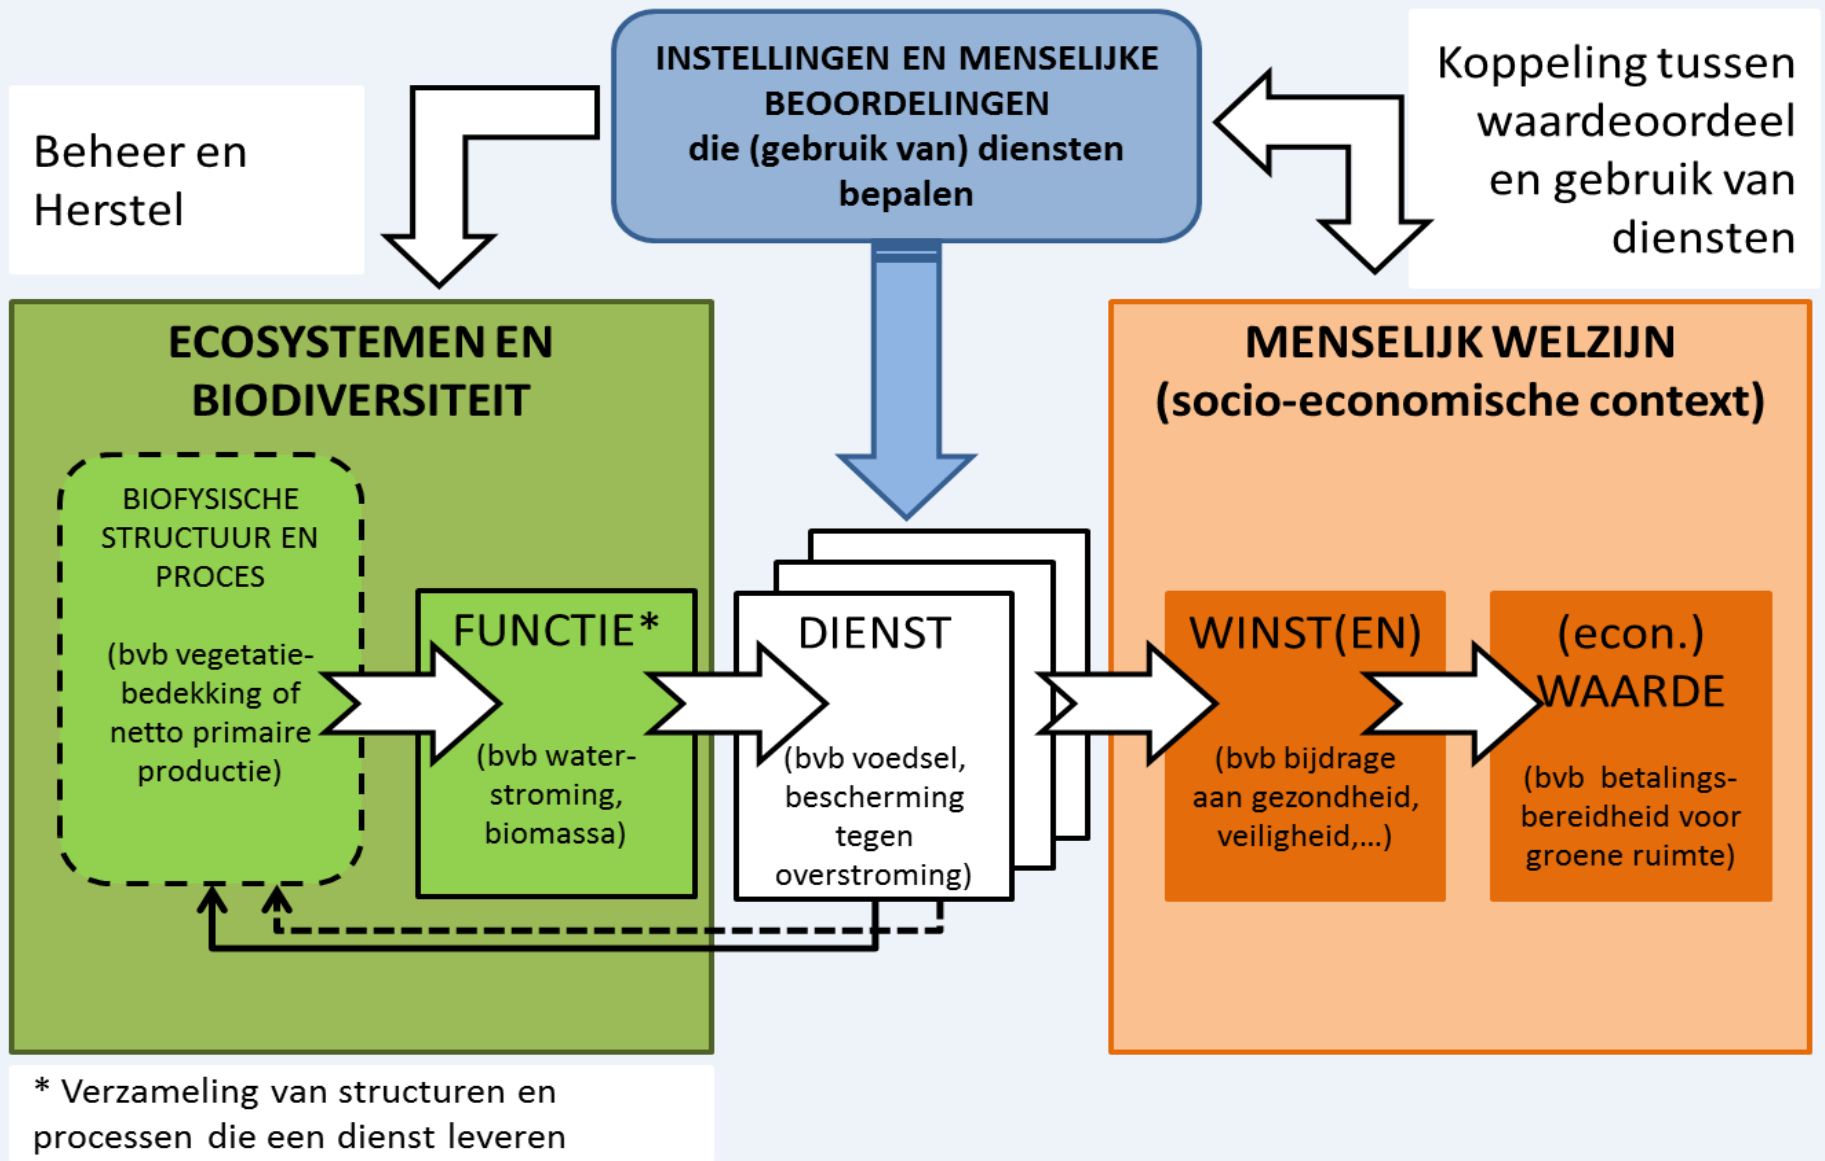 INSTELLINGEN EN MENSELIJKE
BEOORDELINGEN
die (gebruik van) diensten
bepalen
Beheer en
Herstel
Koppeling tussen
waardeoordeel
en gebruik van
diensten
ECOSYSTEMEN EN
BIODIVERSITEIT
BIOFYSISCHE
STRUCTUUR EN
PROCES
(bvb vegetatie-
bedekking of
netto primaire
productie)
FUNCTIE*
(bvb water-
stroming,
biomassa)
DIENST
(bvb voedsel,
bescherming
tegen
overstroming)
MENSELIJK WELZIJN
(socio-economische context)
WINST(EN)
(bvb bijdrage
aan gezondheid,
veiligheid,...)
(econ.)
WAARDE
(bvb betalings-
bereidheid voor
groene ruimte)
* Verzameling van structuren en
processen die een dienst leveren